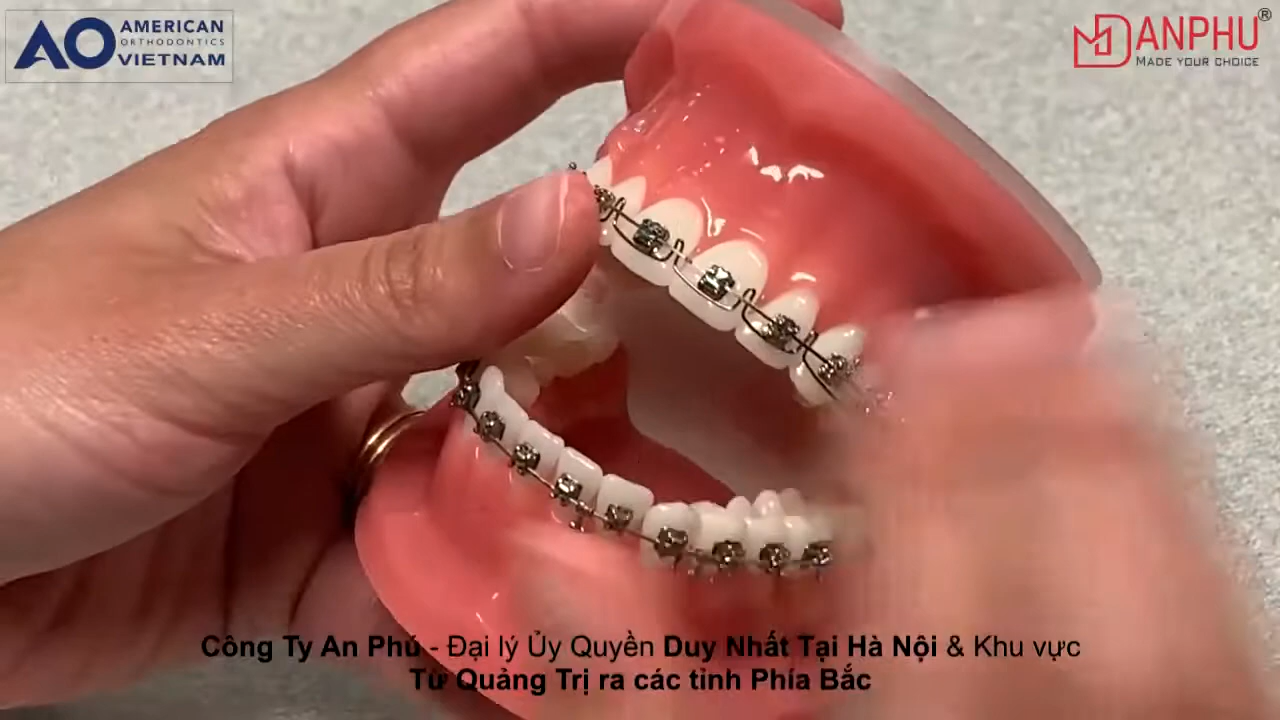 AO AMERICAN
ORTHODONTICS
VIETNAM
ANPHU®
MADE YOUR CHOICE
Công Ty An Phú - Đại lý Ủy Quyền Duy Nhất Tại Hà Nội & Khu vực
Từ Quảng Trị ra các tỉnh Phía Bắc